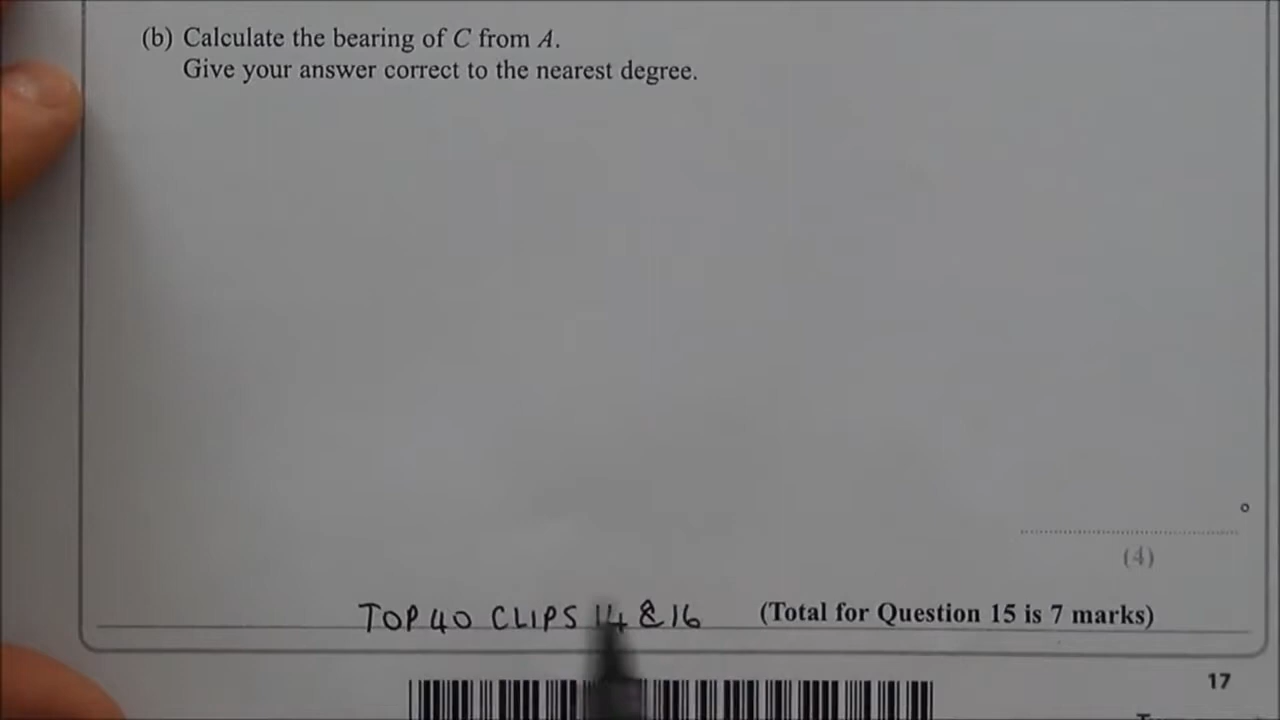 (b) Calculate the bearing of C from A.
Give your answer correct to the nearest degree.
°
(4)
TOP 40 CLIPS 14 & 16 (Total for Question 15 is 7 marks)
17